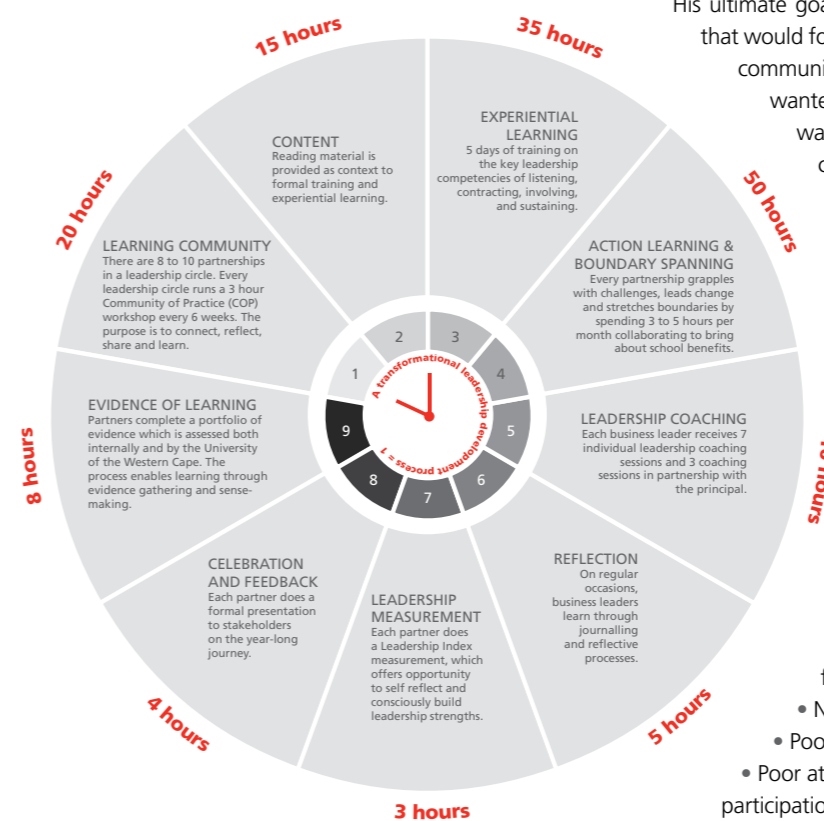 His ultimate goa
that would fo
communi
wante
wa
15 hours
CONTENT
Reading material is
provided as context to
formal training and
experiential learning.
35 hours
EXPERIENTIAL
LEARNING
5 days of training on
the key leadership
competencies of listening,
contracting, involving,
and sustaining.
50 hours
ACTION LEARNING &
BOUNDARY SPANNING
Every partnership grapples
with challenges, leads change
and stretches boundaries by
spending 3 to 5 hours per
month collaborating to bring
about school benefits.
LEADERSHIP COACHING
Each business leader receives 7
individual leadership coaching
sessions and 3 coaching
sessions in partnership with
the principal.
hours
REFLECTION
On regular
occasions,
business leaders
learn through
journalling
and reflective
processes.
5 hours
LEADERSHIP
MEASUREMENT
Each partner does
a Leadership Index
measurement, which
offers opportunity
to self reflect and
consciously build
leadership strengths.
3 hours
CELEBRATION
AND FEEDBACK
Each partner does a
formal presentation
to stakeholders
on the year-long
journey.
4 hours
EVIDENCE OF LEARNING
Partners complete a portfolio of
evidence which is assessed both
internally and by the University
of the Western Cape. The
process enables learning through
evidence gathering and sense-
making.
8 hours
LEARNING COMMUNITY
There are 8 to 10 partnerships
in a leadership circle. Every
leadership circle runs a 3 hour
Community of Practice (COP)
workshop every 6 weeks. The
purpose is to connect, reflect,
share and learn.
20 hours
1
2
3
4
5
6
7
8
9
A transformational leadership development process = 1
• N
• Poo
• Poor at
participatio